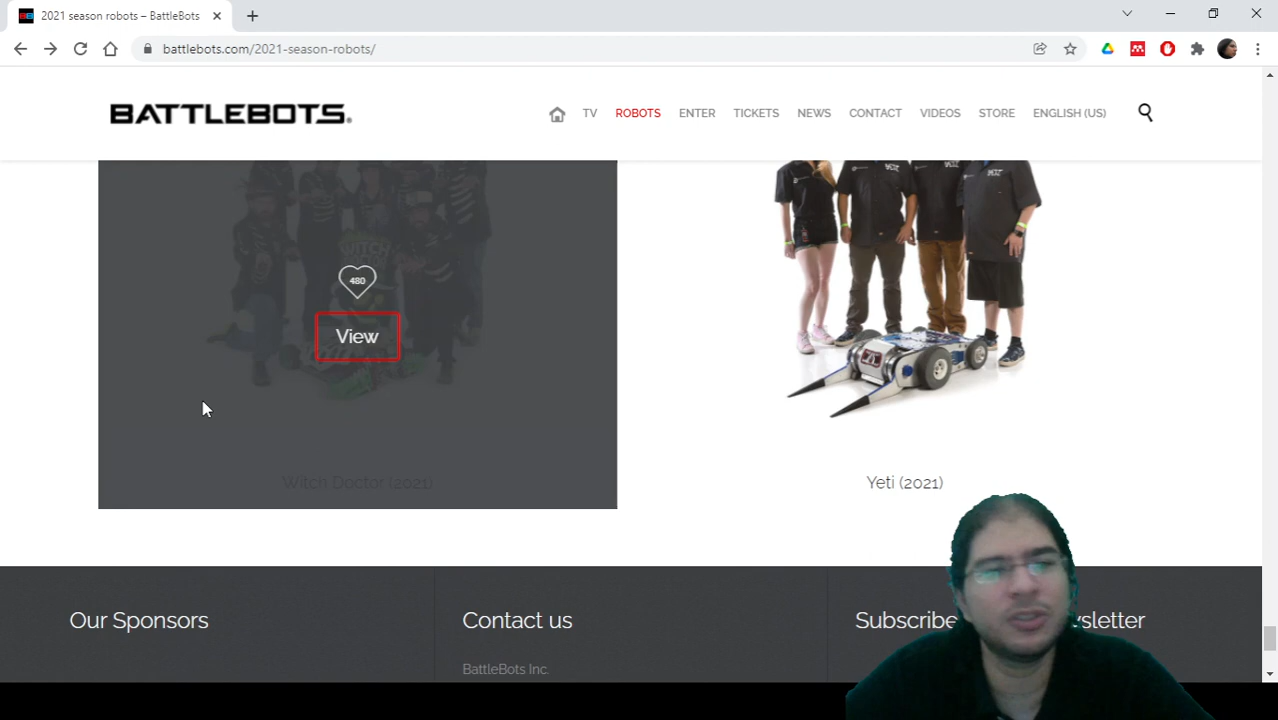 2021 season robots – BattleBots
battlebots.com/2021-season-robots/
BATTLEBOTS.
TV
ROBOTS
ENTER
TICKETS
NEWS
CONTACT
VIDEOS
STORE
ENGLISH (US)
WITCH
480
View
Witch Doctor (2021)
Yeti (2021)
Our Sponsors
Contact us
Subscribe
BattleBots Inc.